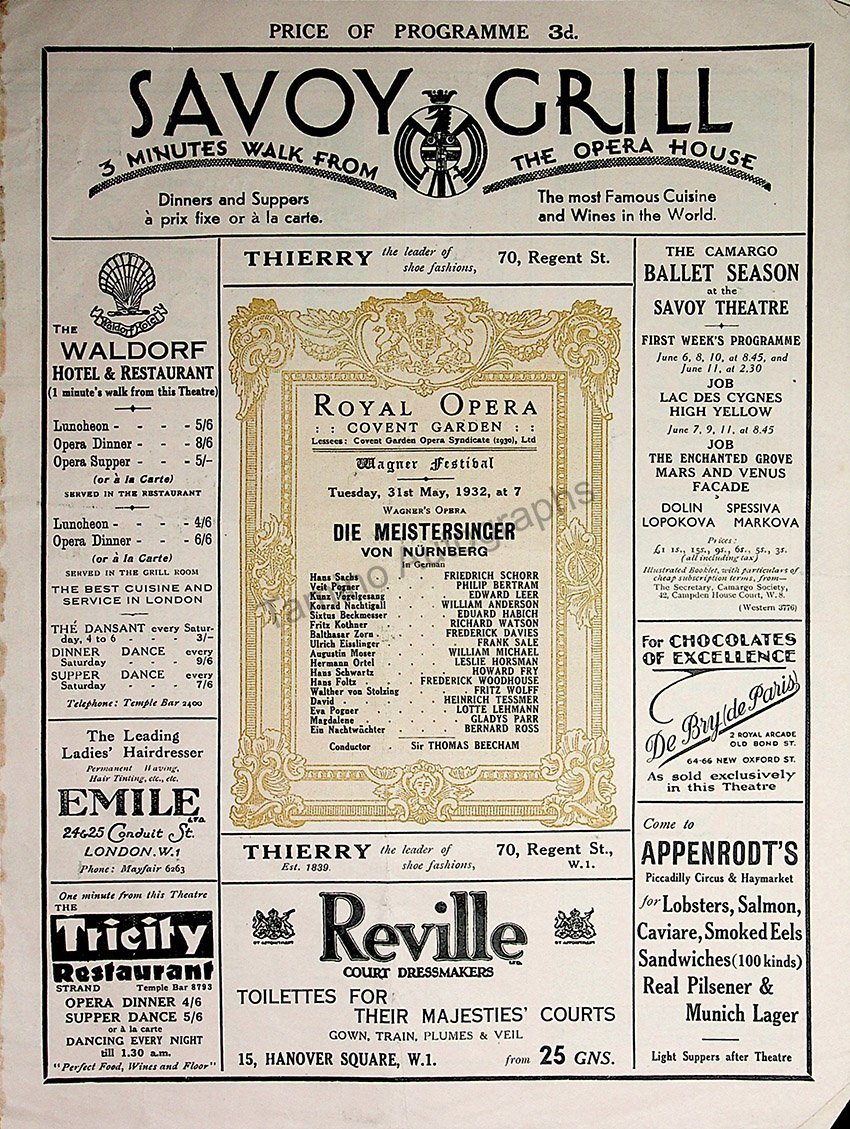 PRICE OF PROGRAMME 3d.
SAVOY GRILL
3 MINUTES WALK FROM THE OPERA HOUSE
Dinners and Suppers
à prix fixe or à la carte.
The most Famous Cuisine
and Wines in the World.
Waldorf Hotel
THE
WALDORF
HOTEL & RESTAURANT
(1 minute's walk from this Theatre)
Luncheon - - - - 5/6
Opera Dinner - - - 8/6
Opera Supper - - - 5/-
(or à la Carte)
SERVED IN THE RESTAURANT
Luncheon - - - - 4/6
Opera Dinner - - - 6/6
(or à la Carte)
SERVED IN THE GRILL ROOM
THE BEST CUISINE AND
SERVICE IN LONDON
THÉ DANSANT every Satur-
day, 4 to 6 . . . 3/-
DINNER DANCE every
Saturday . . . 9/6
SUPPER DANCE every
Saturday . . . 7/6
Telephone: Temple Bar 2400
The Leading
Ladies' Hairdresser
Permanent Waving,
Hair Tinting, etc., etc.
EMILE LTD.
24&25 Conduit St.
LONDON. W.1
Phone: Mayfair 6263
One minute from this Theatre
THE
Tricity
Restaurant
STRAND Temple Bar 8793
OPERA DINNER 4/6
SUPPER DANCE 5/6
or à la carte
DANCING EVERY NIGHT
till 1.30 a.m.
"Perfect Food, Wines and Floor"
THIERRY the leader of shoe fashions, 70, Regent St.
ROYAL OPERA
: : COVENT GARDEN : :
Lessees: Covent Garden Opera Syndicate (1930), Ltd
Wagner Festival
Tuesday, 31st May, 1932, at 7
WAGNER'S OPERA
DIE MEISTERSINGER
VON NÜRNBERG
In German
Hans Sachs . . . FRIEDRICH SCHORR
Veit Pogner . . . PHILIP BERTRAM
Kunz Vogelgesang . . . EDWARD LEER
Konrad Nachtigall . . . WILLIAM ANDERSON
Sixtus Beckmesser . . . EDUARD HABICH
Fritz Kothner . . . RICHARD WATSON
Balthasar Zorn . . . FREDERICK DAVIES
Ulrich Eisslinger . . . FRANK SALE
Augustin Moser . . . WILLIAM MICHAEL
Hermann Ortel . . . LESLIE HORSMAN
Hans Schwartz . . . HOWARD FRY
Hans Foltz . . . FREDERICK WOODHOUSE
Walther von Stolzing . . . FRITZ WOLFF
David . . . HEINRICH TESSMER
Eva Pogner . . . LOTTE LEHMANN
Magdalene . . . GLADYS PARR
Ein Nachtwächter . . . BERNARD ROSS
Conductor . . Sir THOMAS BEECHAM
Tamino Autographs
THIERRY the leader of 70, Regent St.,
Est. 1839. shoe fashions, W.1.
Reville LTD.
BY APPOINTMENT
BY APPOINTMENT
COURT DRESSMAKERS
TOILETTES FOR
THEIR MAJESTIES' COURTS
GOWN, TRAIN, PLUMES & VEIL
15, HANOVER SQUARE, W.1. from 25 GNS.
THE CAMARGO
BALLET SEASON
at the
SAVOY THEATRE
FIRST WEEK'S PROGRAMME
June 6, 8, 10, at 8.45, and
June 11, at 2.30
JOB
LAC DES CYGNES
HIGH YELLOW
June 7, 9, 11, at 8.45
JOB
THE ENCHANTED GROVE
MARS AND VENUS
FACADE
DOLIN SPESSIVA
LOPOKOVA MARKOVA
Prices:
£1 1s., 15s., 9s., 6s., 5s., 3s.
(all including tax)
Illustrated Booklet, with particulars of
cheap subscription terms, from—
The Secretary, Camargo Society,
42, Campden House Court, W.8.
(Western 3776)
For CHOCOLATES
OF EXCELLENCE
De Bry (de Paris)
2 ROYAL ARCADE
OLD BOND ST.
64-66 NEW OXFORD ST.
As sold exclusively
in this Theatre
Come to
APPENRODT'S
Piccadilly Circus & Haymarket
for Lobsters, Salmon,
Caviare, Smoked Eels
Sandwiches (100 kinds)
Real Pilsener &
Munich Lager
Light Suppers after Theatre